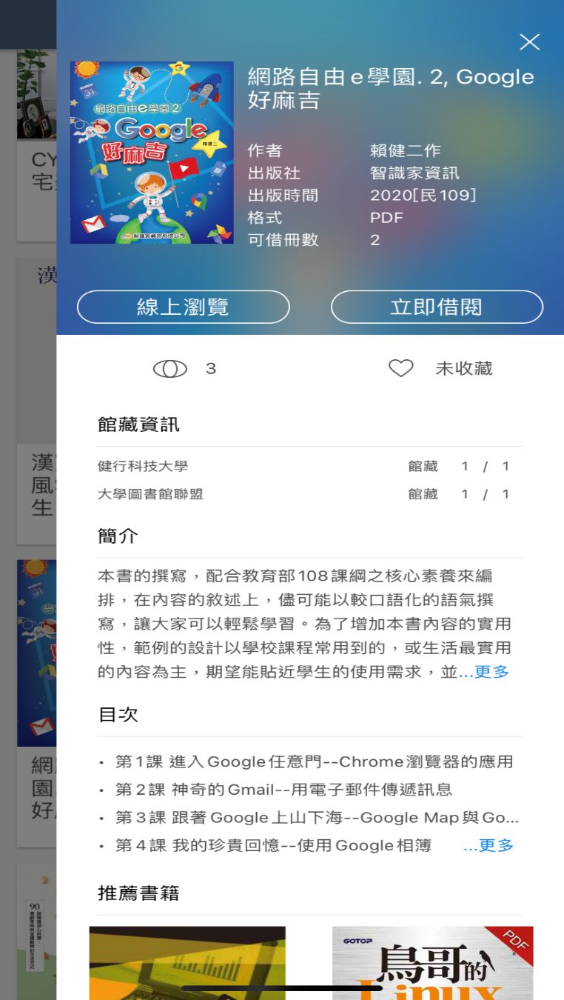 網路自由e學園. 2, Google
好麻吉
網路自由e學園2
Google
好麻吉
賴健二
31
G
智識家資訊有限公司
作者 賴健二作
出版社 智識家資訊
出版時間 2020[民109]
格式 PDF
可借冊數 2
線上瀏覽 立即借閱
3 未收藏
館藏資訊
健行科技大學 館藏 1 / 1
大學圖書館聯盟 館藏 1 / 1
簡介
本書的撰寫，配合教育部108課綱之核心素養來編
排，在內容的敘述上，儘可能以較口語化的語氣撰
寫，讓大家可以輕鬆學習。為了增加本書內容的實用
性，範例的設計以學校課程常用到的，或生活最實用
的內容為主，期望能貼近學生的使用需求，並...更多
目次
• 第1課 進入Google任意門--Chrome瀏覽器的應用
• 第2課 神奇的Gmail--用電子郵件傳遞訊息
• 第3課 跟著Google上山下海--Google Map與Go...
• 第4課 我的珍貴回憶--使用Google相簿 ...更多
推薦書籍
GOTOP
PDF
鳥哥的
Linux
CY
宅
漢
漢
風
生
31
網
園
好
90